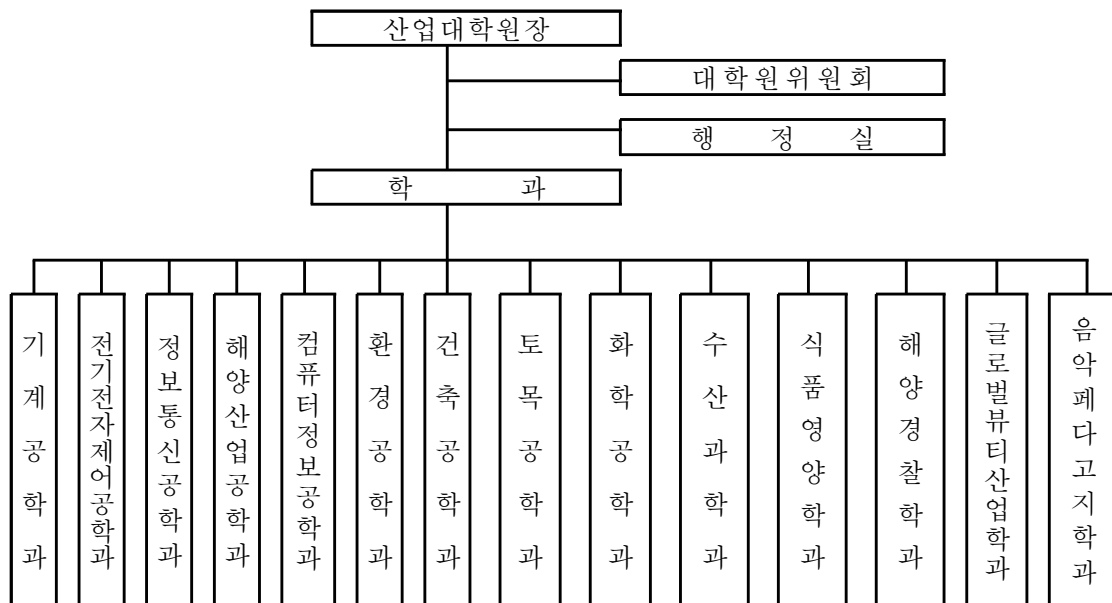 산업대학원장
대학원위원회
행 정 실
학 과
기계공학과
전기전자제어공학과
정보통신공학과
해양산업공학과
컴퓨터정보공학과
환경공학과
건축공학과
토목공학과
화학공학과
수산과학과
식품영양학과
해양경찰학과
글로벌뷰티산업학과
음악페다고지학과